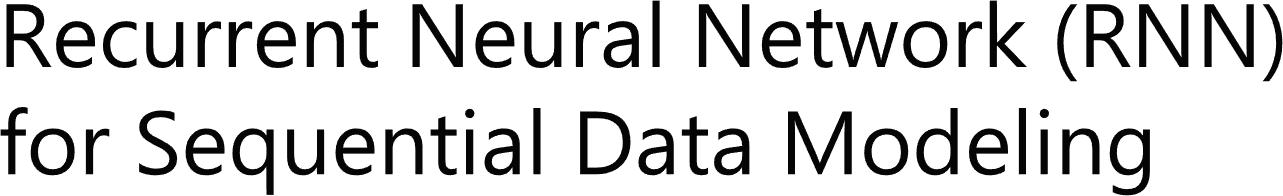 Recurrent Neural Network (RNN)
for Sequential Data Modeling